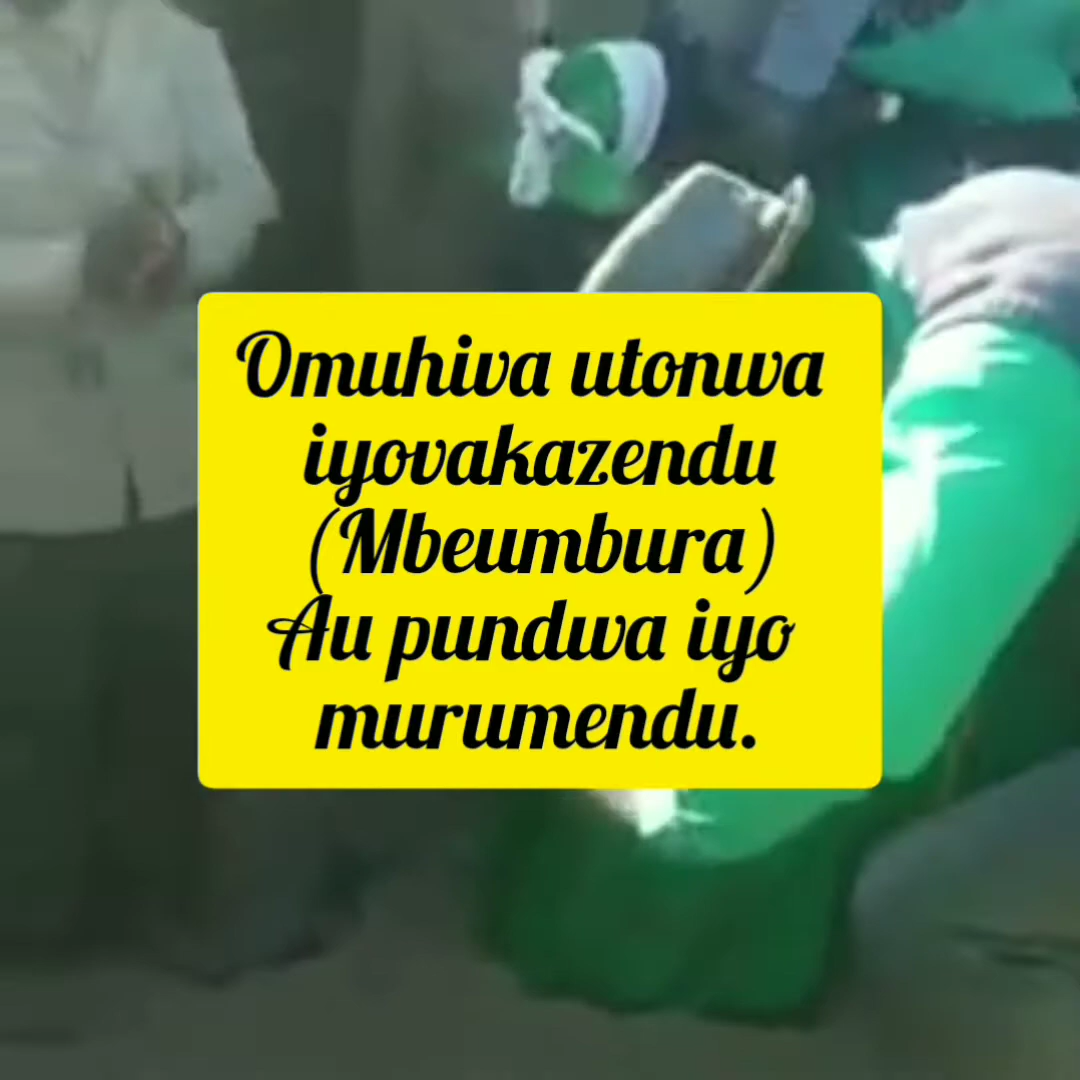 Omuhiva utonwa
iyovakazendu
(Mbeumbura)
Au pundwa iyo
murumendu.